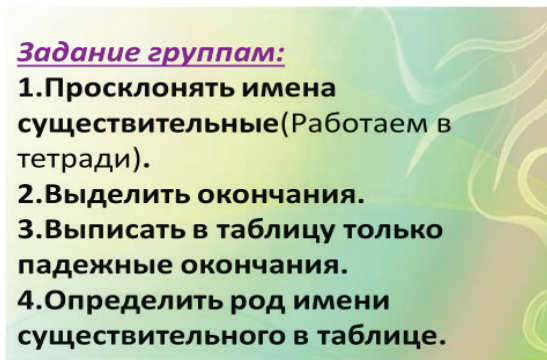 Задание группам:
1.Просклонять имена
существительные(Работаем в
тетради).
2.Выделить окончания.
3.Выписать в таблицу только
падежные окончания.
4.Определить род имени
существительного в таблице.